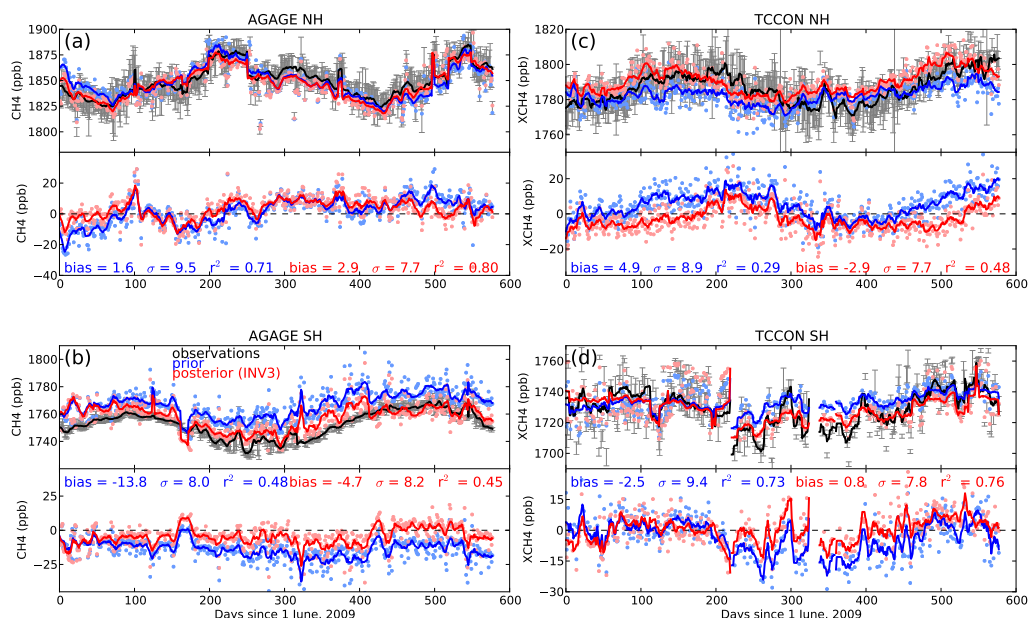 AGAGE NH
(a)
CH4 (ppb)
1900
1875
1850
1825
1800
CH4 (ppb)
20
0
−20
−40
bias = 1.6 σ = 9.5 r² = 0.71 bias = 2.9 σ = 7.7 r² = 0.80
0 100 200 300 400 500 600
TCCON NH
(c)
XCH4 (ppb)
1820
1800
1780
1760
XCH4 (ppb)
20
0
−20
bias = 4.9 σ = 8.9 r² = 0.29 bias = -2.9 σ = 7.7 r² = 0.48
0 100 200 300 400 500 600
AGAGE SH
(b)
observations
prior
posterior (INV3)
CH4 (ppb)
1800
1780
1760
1740
CH4 (ppb)
25
0
−25
bias = -13.8 σ = 8.0 r² = 0.48 bias = -4.7 σ = 8.2 r² = 0.45
0 100 200 300 400 500 600
Days since 1 June, 2009
TCCON SH
(d)
XCH4 (ppb)
1760
1740
1720
1700
XCH4 (ppb)
15
0
−15
−30
bias = -2.5 σ = 9.4 r² = 0.73 bias = 0.8 σ = 7.8 r² = 0.76
0 100 200 300 400 500 600
Days since 1 June, 2009